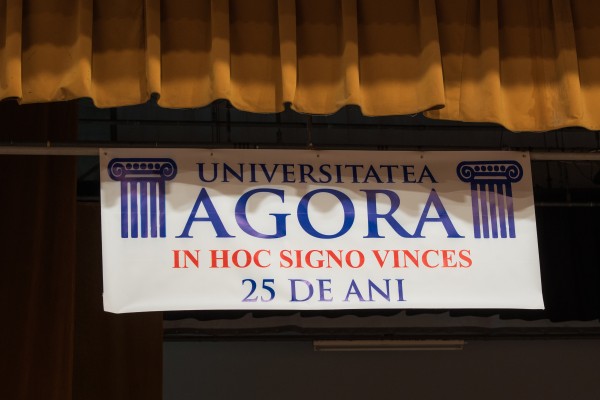 UNIVERSITATEA
AGORA
IN HOC SIGNO VINCES
25 DE ANI